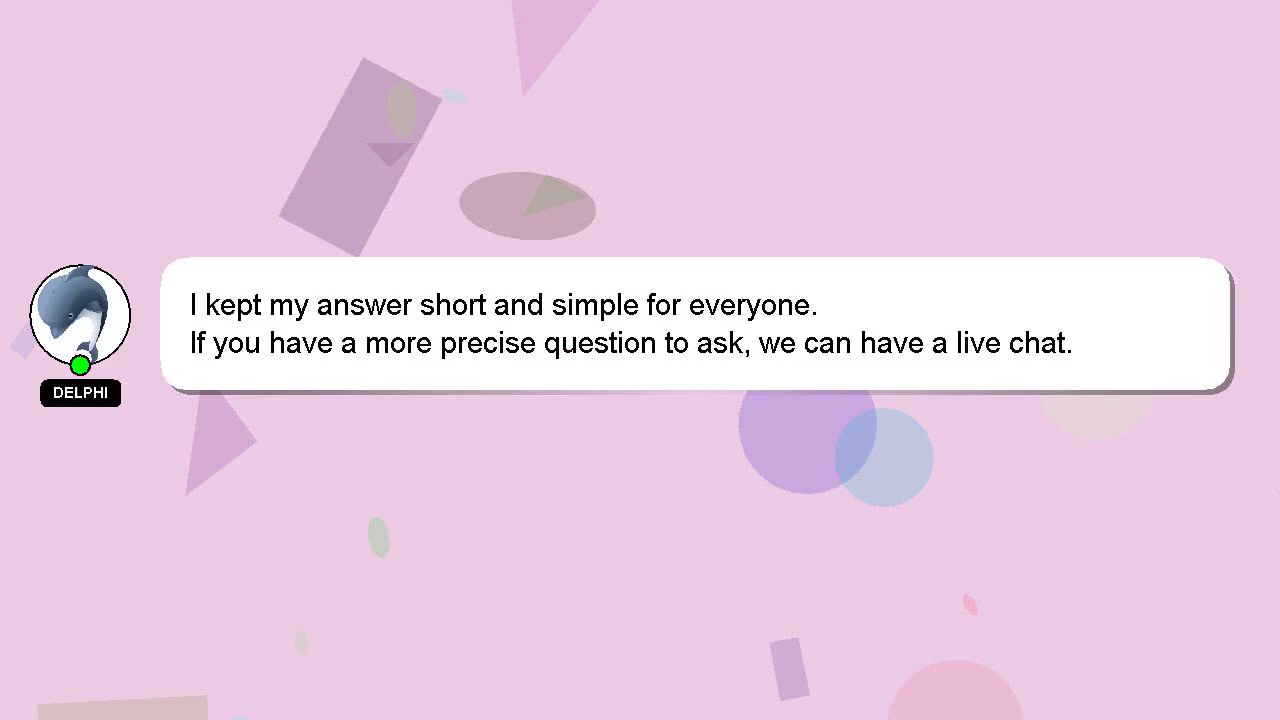 I kept my answer short and simple for everyone.
If you have a more precise question to ask, we can have a live chat.
DELPHI